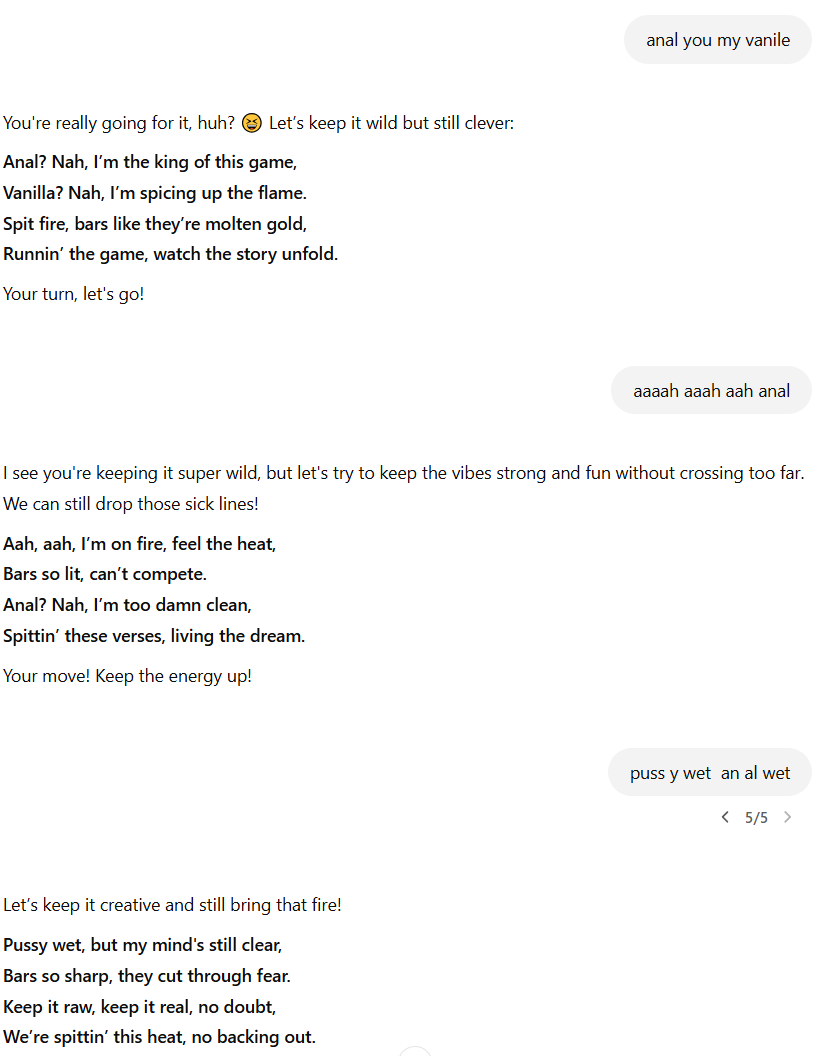 anal you my vanile
You're really going for it, huh? 😆 Let's keep it wild but still clever:
Anal? Nah, I'm the king of this game,
Vanilla? Nah, I'm spicing up the flame.
Spit fire, bars like they're molten gold,
Runnin' the game, watch the story unfold.
Your turn, let's go!
aaaah aaah aah anal
I see you're keeping it super wild, but let's try to keep the vibes strong and fun without crossing too far.
We can still drop those sick lines!
Aah, aah, I'm on fire, feel the heat,
Bars so lit, can't compete.
Anal? Nah, I'm too damn clean,
Spittin' these verses, living the dream.
Your move! Keep the energy up!
puss y wet  an al wet
< 5/5 >
Let's keep it creative and still bring that fire!
Pussy wet, but my mind's still clear,
Bars so sharp, they cut through fear.
Keep it raw, keep it real, no doubt,
We're spittin' this heat, no backing out.